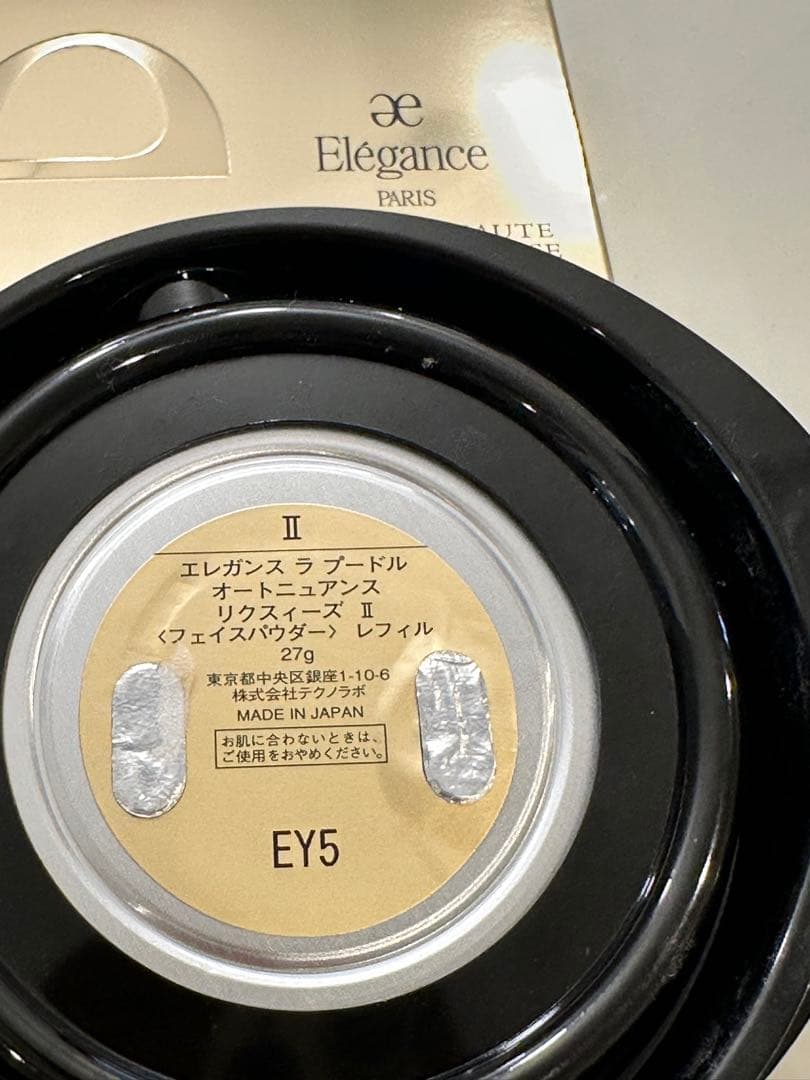 æ
Elégance
PARIS
AUTE
Ⅱ
エレガンス ラ プードル
オートニュアンス
リクスィーズ Ⅱ
〈フェイスパウダー〉 レフィル
27g
東京都中央区銀座1-10-6
株式会社テクノラボ
MADE IN JAPAN
お肌に合わないときは、
ご使用をおやめください。
EY5